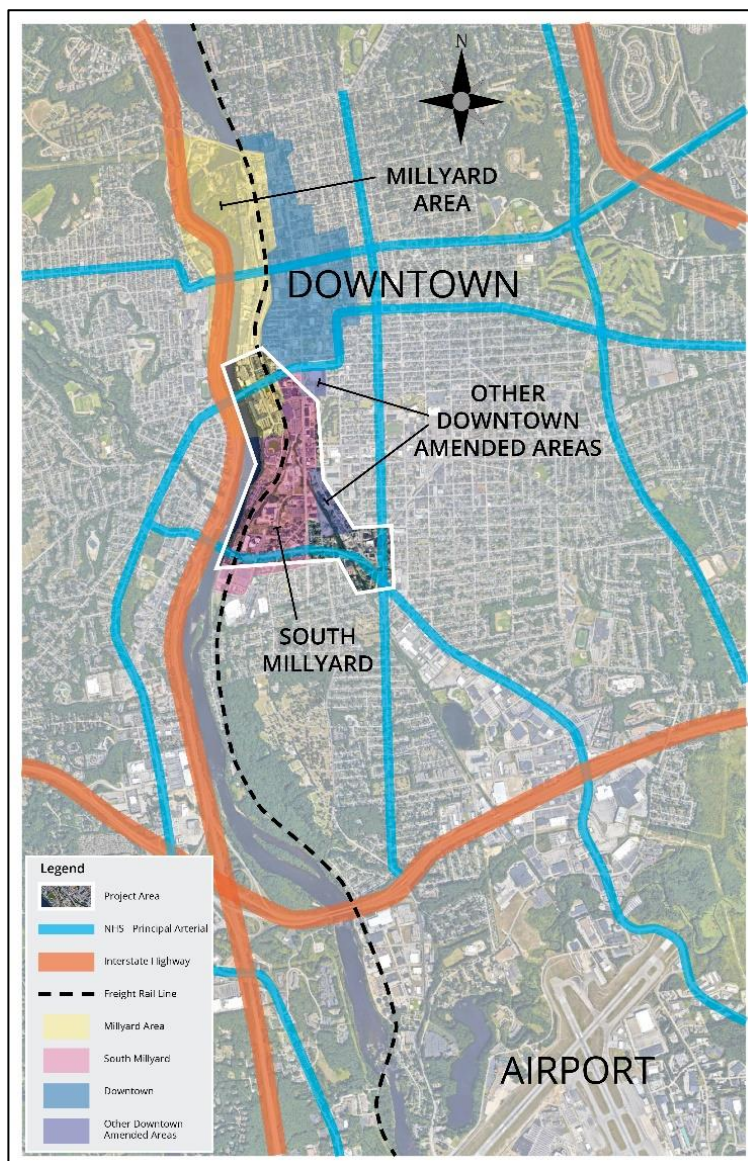 N
MILLYARD
AREA
DOWNTOWN
OTHER
DOWNTOWN
AMENDED AREAS
SOUTH
MILLYARD
AIRPORT
Legend
Project Area
NHS Principal Arterial
Interstate Highway
Freight Rail Line
Millyard Area
South Millyard
Downtown
Other Downtown
Amended Areas